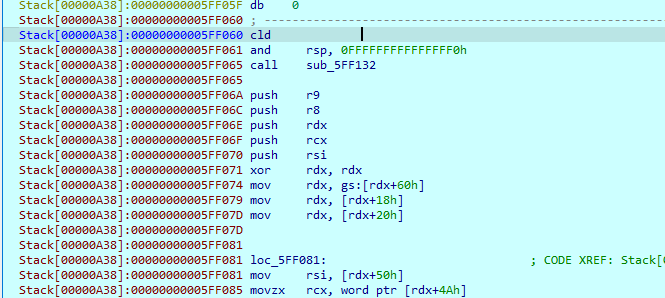 Stack[00000A38]:00000000005FF05F db    0
Stack[00000A38]:00000000005FF060 ; ---------------------------------------------------------------
Stack[00000A38]:00000000005FF060 cld
Stack[00000A38]:00000000005FF061 and     rsp, 0FFFFFFFFFFFFFFF0h
Stack[00000A38]:00000000005FF065 call    sub_5FF132
Stack[00000A38]:00000000005FF065
Stack[00000A38]:00000000005FF06A push    r9
Stack[00000A38]:00000000005FF06C push    r8
Stack[00000A38]:00000000005FF06E push    rdx
Stack[00000A38]:00000000005FF06F push    rcx
Stack[00000A38]:00000000005FF070 push    rsi
Stack[00000A38]:00000000005FF071 xor     rdx, rdx
Stack[00000A38]:00000000005FF074 mov     rdx, gs:[rdx+60h]
Stack[00000A38]:00000000005FF079 mov     rdx, [rdx+18h]
Stack[00000A38]:00000000005FF07D mov     rdx, [rdx+20h]
Stack[00000A38]:00000000005FF07D
Stack[00000A38]:00000000005FF081
Stack[00000A38]:00000000005FF081 loc_5FF081:                             ; CODE XREF: Stack[0
Stack[00000A38]:00000000005FF081 mov     rsi, [rdx+50h]
Stack[00000A38]:00000000005FF085 movzx   rcx, word ptr [rdx+4Ah]